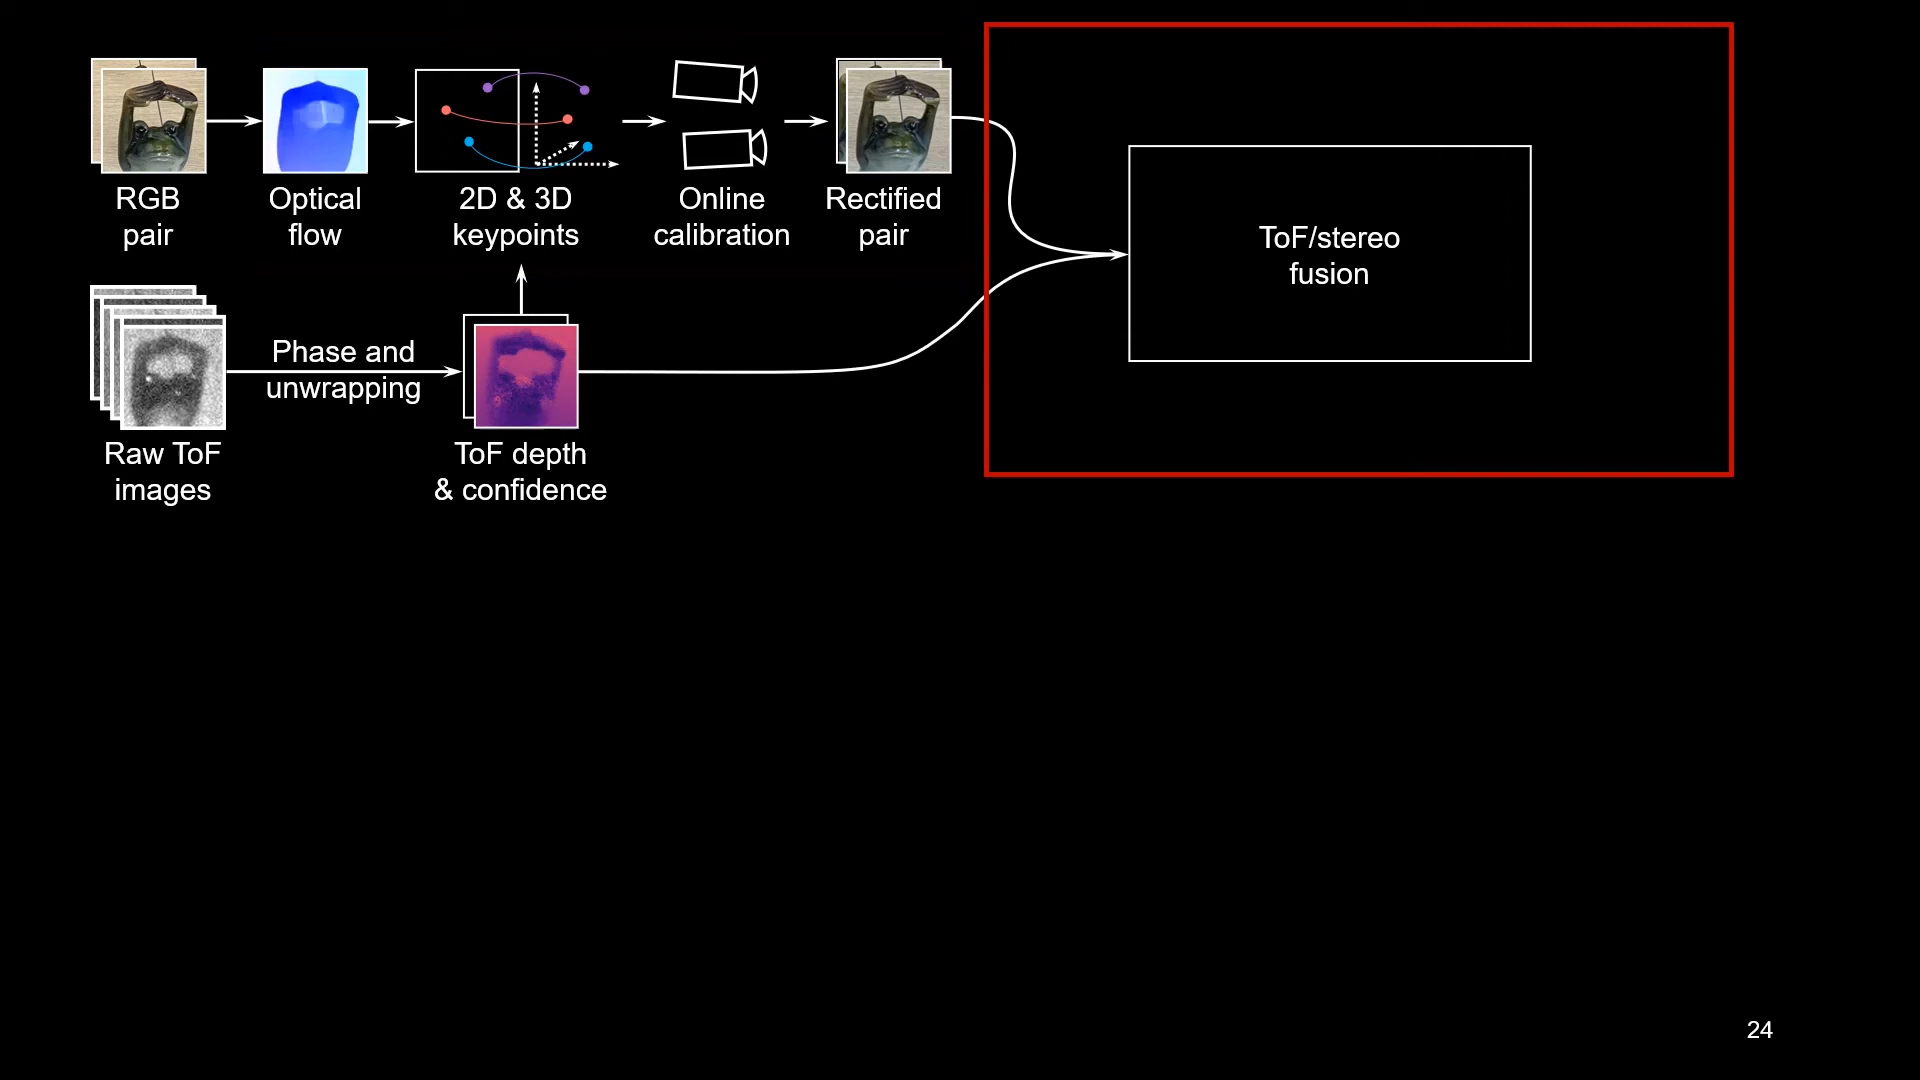 RGB
pair
Optical
flow
2D & 3D
keypoints
Online
calibration
Rectified
pair
ToF/stereo
fusion
Phase and
unwrapping
Raw ToF
images
ToF depth
& confidence
24